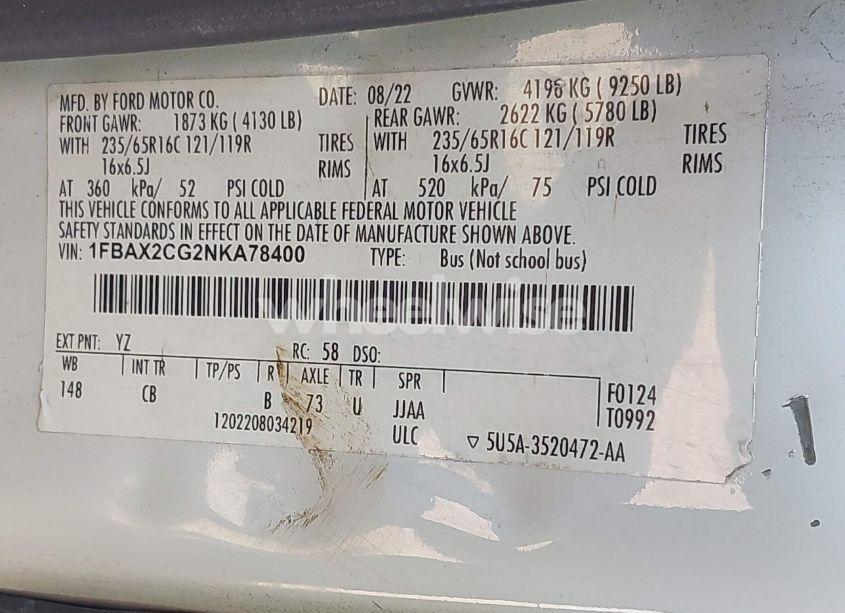 MFD. BY FORD MOTOR CO. DATE: 08/22 GVWR: 4196 KG ( 9250 LB)
FRONT GAWR: 1873 KG ( 4130 LB) REAR GAWR: 2622 KG ( 5780 LB)
WITH 235/65R16C 121/119R TIRES WITH 235/65R16C 121/119R TIRES
16x6.5J RIMS 16x6.5J RIMS
AT 360 kPa/ 52 PSI COLD AT 520 kPa/ 75 PSI COLD
THIS VEHICLE CONFORMS TO ALL APPLICABLE FEDERAL MOTOR VEHICLE
SAFETY STANDARDS IN EFFECT ON THE DATE OF MANUFACTURE SHOWN ABOVE.
VIN: 1FBAX2CG2NKA78400 TYPE: Bus (Not school bus)
wheelwise
EXT PNT: YZ RC: 58 DSO:
WB INT TR TP/PS R AXLE TR SPR
148 CB B 73 U JJAA F0124
1202208034219 ULC T0992
5U5A-3520472-AA